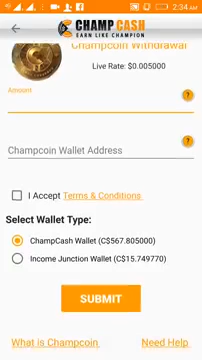 2:34 AM
CHAMP CASH
EARN LIKE CHAMPION
Champcoin Withdrawal
Live Rate: $0.005000
Amount
?
Champcoin Wallet Address
?
I Accept Terms & Conditions
Select Wallet Type:
ChampCash Wallet (C$567.805000)
Income Junction Wallet (C$15.749770)
SUBMIT
What is Champcoin
Need Help